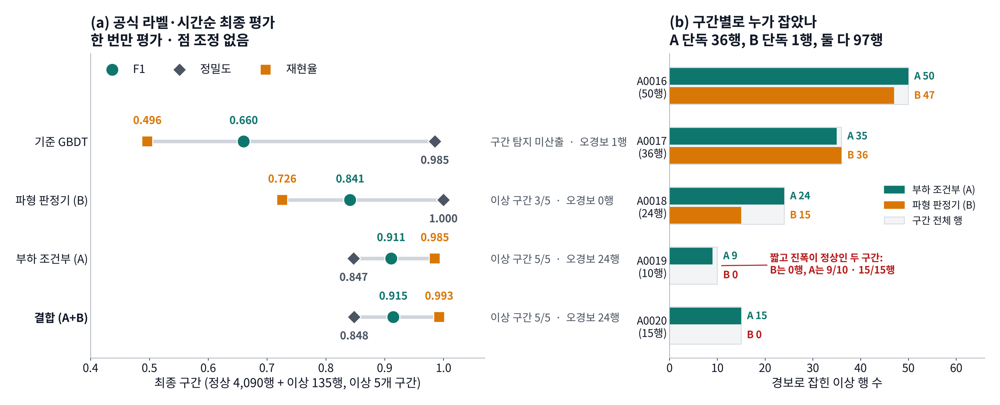 (a) 공식 라벨·시간순 최종 평가
한 번만 평가 · 점 조정 없음
F1
정밀도
재현율
0.496
0.660
기준 GBDT
0.985
구간 탐지 미산출 · 오경보 1행
0.726
0.841
파형 판정기 (B)
1.000
이상 구간 3/5 · 오경보 0행
0.911
0.985
부하 조건부 (A)
0.847
이상 구간 5/5 · 오경보 24행
0.915
0.993
결합 (A+B)
0.848
이상 구간 5/5 · 오경보 24행
0.4
0.5
0.6
0.7
0.8
0.9
1.0
최종 구간 (정상 4,090행 + 이상 135행, 이상 5개 구간)
(b) 구간별로 누가 잡았나
A 단독 36행, B 단독 1행, 둘 다 97행
A0016
(50행)
A 50
B 47
A0017
(36행)
A 35
B 36
A0018
(24행)
A 24
B 15
부하 조건부 (A)
파형 판정기 (B)
구간 전체 행
A0019
(10행)
A 9
B 0
짧고 진폭이 정상인 두 구간:
B는 0행, A는 9/10 · 15/15행
A0020
(15행)
A 15
B 0
0
10
20
30
40
50
60
경보로 잡힌 이상 행 수